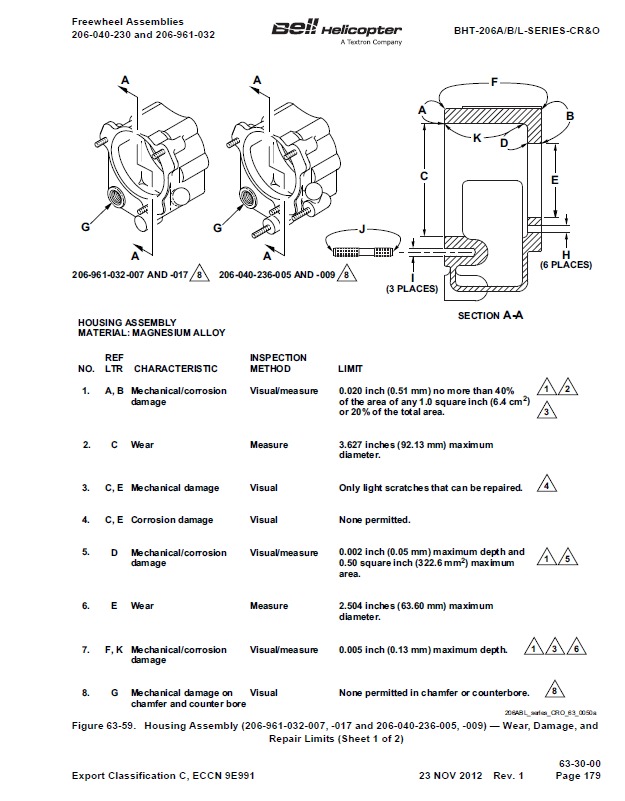 Freewheel Assemblies
206-040-230 and 206-961-032
Bell Helicopter
A Textron Company
BHT-206A/B/L-SERIES-CR&O
A
A
F
A
B
K
D
C
E
G
G
J
H
(6 PLACES)
A
A
I
(3 PLACES)
206-961-032-007 AND -017 8
206-040-236-005 AND -009 8
SECTION A-A
HOUSING ASSEMBLY
MATERIAL: MAGNESIUM ALLOY
REF INSPECTION
NO. LTR CHARACTERISTIC METHOD LIMIT
1. A, B Mechanical/corrosion Visual/measure 0.020 inch (0.51 mm) no more than 40% 1 2
damage of the area of any 1.0 square inch (6.4 cm2)
or 20% of the total area. 3
2. C Wear Measure 3.627 inches (92.13 mm) maximum
diameter.
3. C, E Mechanical damage Visual Only light scratches that can be repaired. 4
4. C, E Corrosion damage Visual None permitted.
5. D Mechanical/corrosion Visual/measure 0.002 inch (0.05 mm) maximum depth and 1 5
damage 0.50 square inch (322.6 mm2) maximum
area.
6. E Wear Measure 2.504 inches (63.60 mm) maximum
diameter.
7. F, K Mechanical/corrosion Visual/measure 0.005 inch (0.13 mm) maximum depth. 1 3 6
damage
8. G Mechanical damage on Visual None permitted in chamfer or counterbore. 8
chamfer and counter bore
206ABL_series_CRO_63_0050a
Figure 63-59. Housing Assembly (206-961-032-007, -017 and 206-040-236-005, -009) — Wear, Damage, and
Repair Limits (Sheet 1 of 2)
63-30-00
Export Classification C, ECCN 9E991 23 NOV 2012 Rev. 1 Page 179